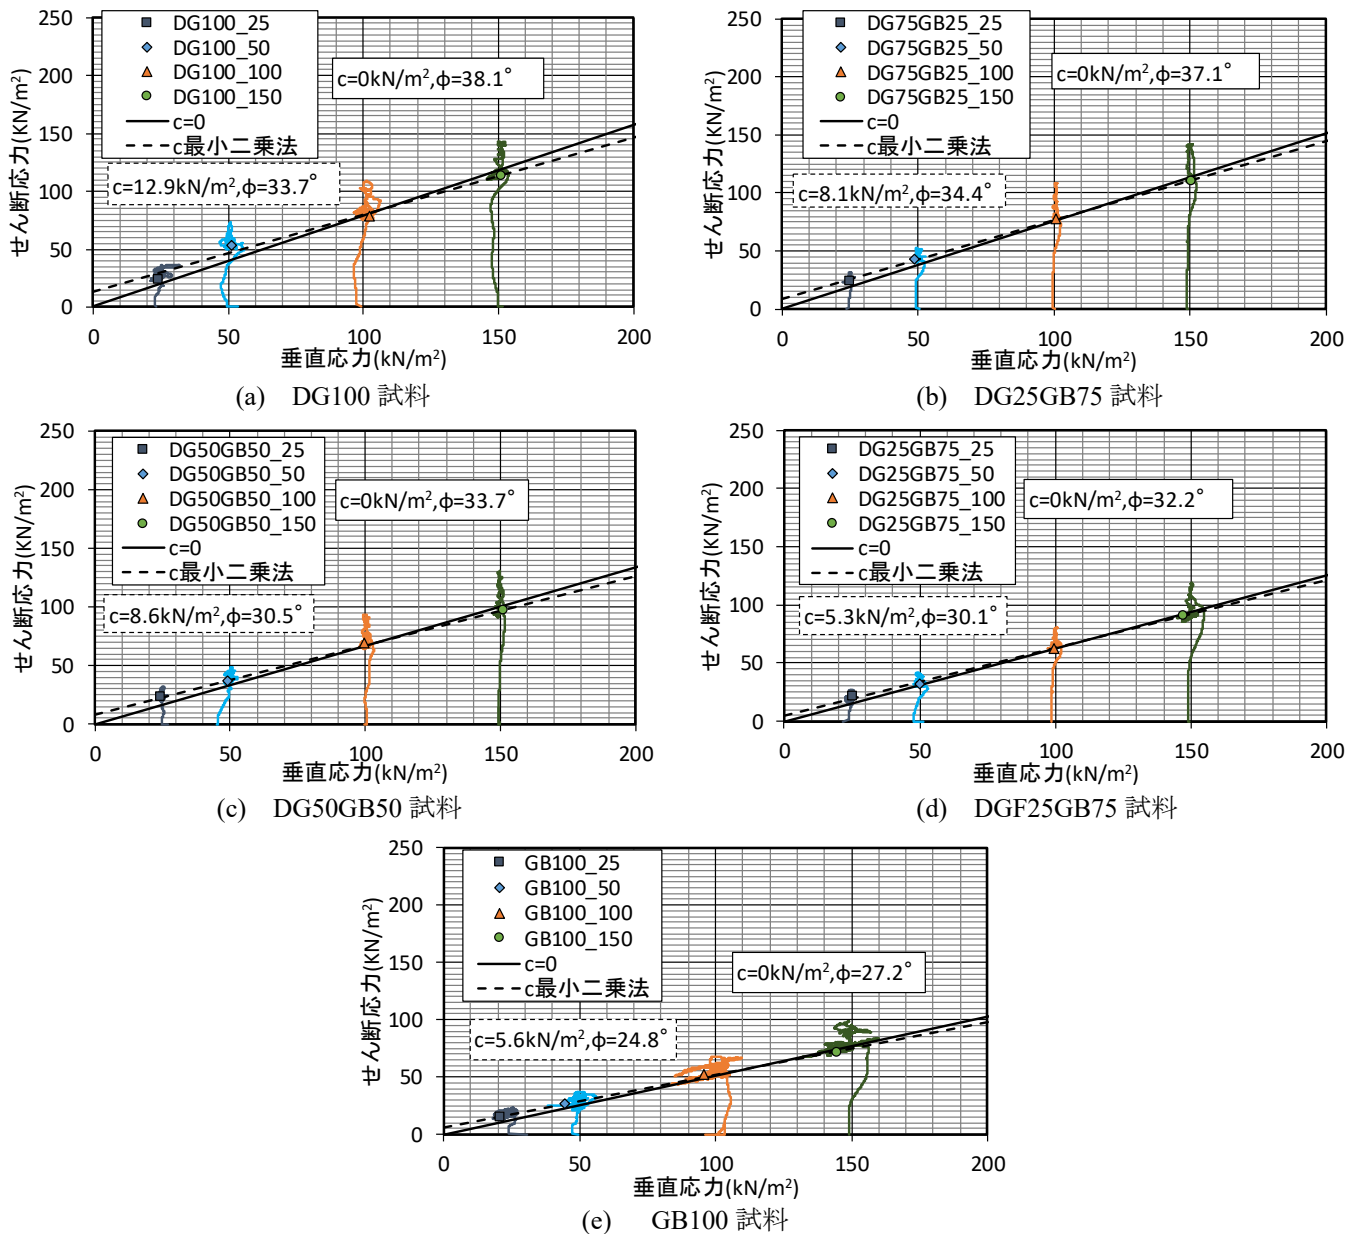 250
200
150
100
50
0
せん断応力(KN/m²)
DG100_25
DG100_50
DG100_100
DG100_150
c=0
c最小二乗法
c=0kN/m²,ϕ=38.1°
c=12.9kN/m²,ϕ=33.7°
0 50 100 150 200
垂直応力(kN/m²)
(a) DG100 試料
250
200
150
100
50
0
せん断応力(KN/m²)
DG75GB25_25
DG75GB25_50
DG75GB25_100
DG75GB25_150
c=0
c最小二乗法
c=0kN/m²,ϕ=37.1°
c=8.1kN/m²,ϕ=34.4°
0 50 100 150 200
垂直応力(kN/m²)
(b) DG25GB75 試料
250
200
150
100
50
0
せん断応力(KN/m²)
DG50GB50_25
DG50GB50_50
DG50GB50_100
DG50GB50_150
c=0
c最小二乗法
c=0kN/m²,ϕ=33.7°
c=8.6kN/m²,ϕ=30.5°
0 50 100 150 200
垂直応力(kN/m²)
(c) DG50GB50 試料
250
200
150
100
50
0
せん断応力(KN/m²)
DG25GB75_25
DG25GB75_50
DG25GB75_100
DG25GB75_150
c=0
c最小二乗法
c=0kN/m²,ϕ=32.2°
c=5.3kN/m²,ϕ=30.1°
0 50 100 150 200
垂直応力(kN/m²)
(d) DGF25GB75 試料
250
200
150
100
50
0
せん断応力(KN/m²)
GB100_25
GB100_50
GB100_100
GB100_150
c=0
c最小二乗法
c=0kN/m²,ϕ=27.2°
c=5.6kN/m²,ϕ=24.8°
0 50 100 150 200
垂直応力(kN/m²)
(e) GB100 試料